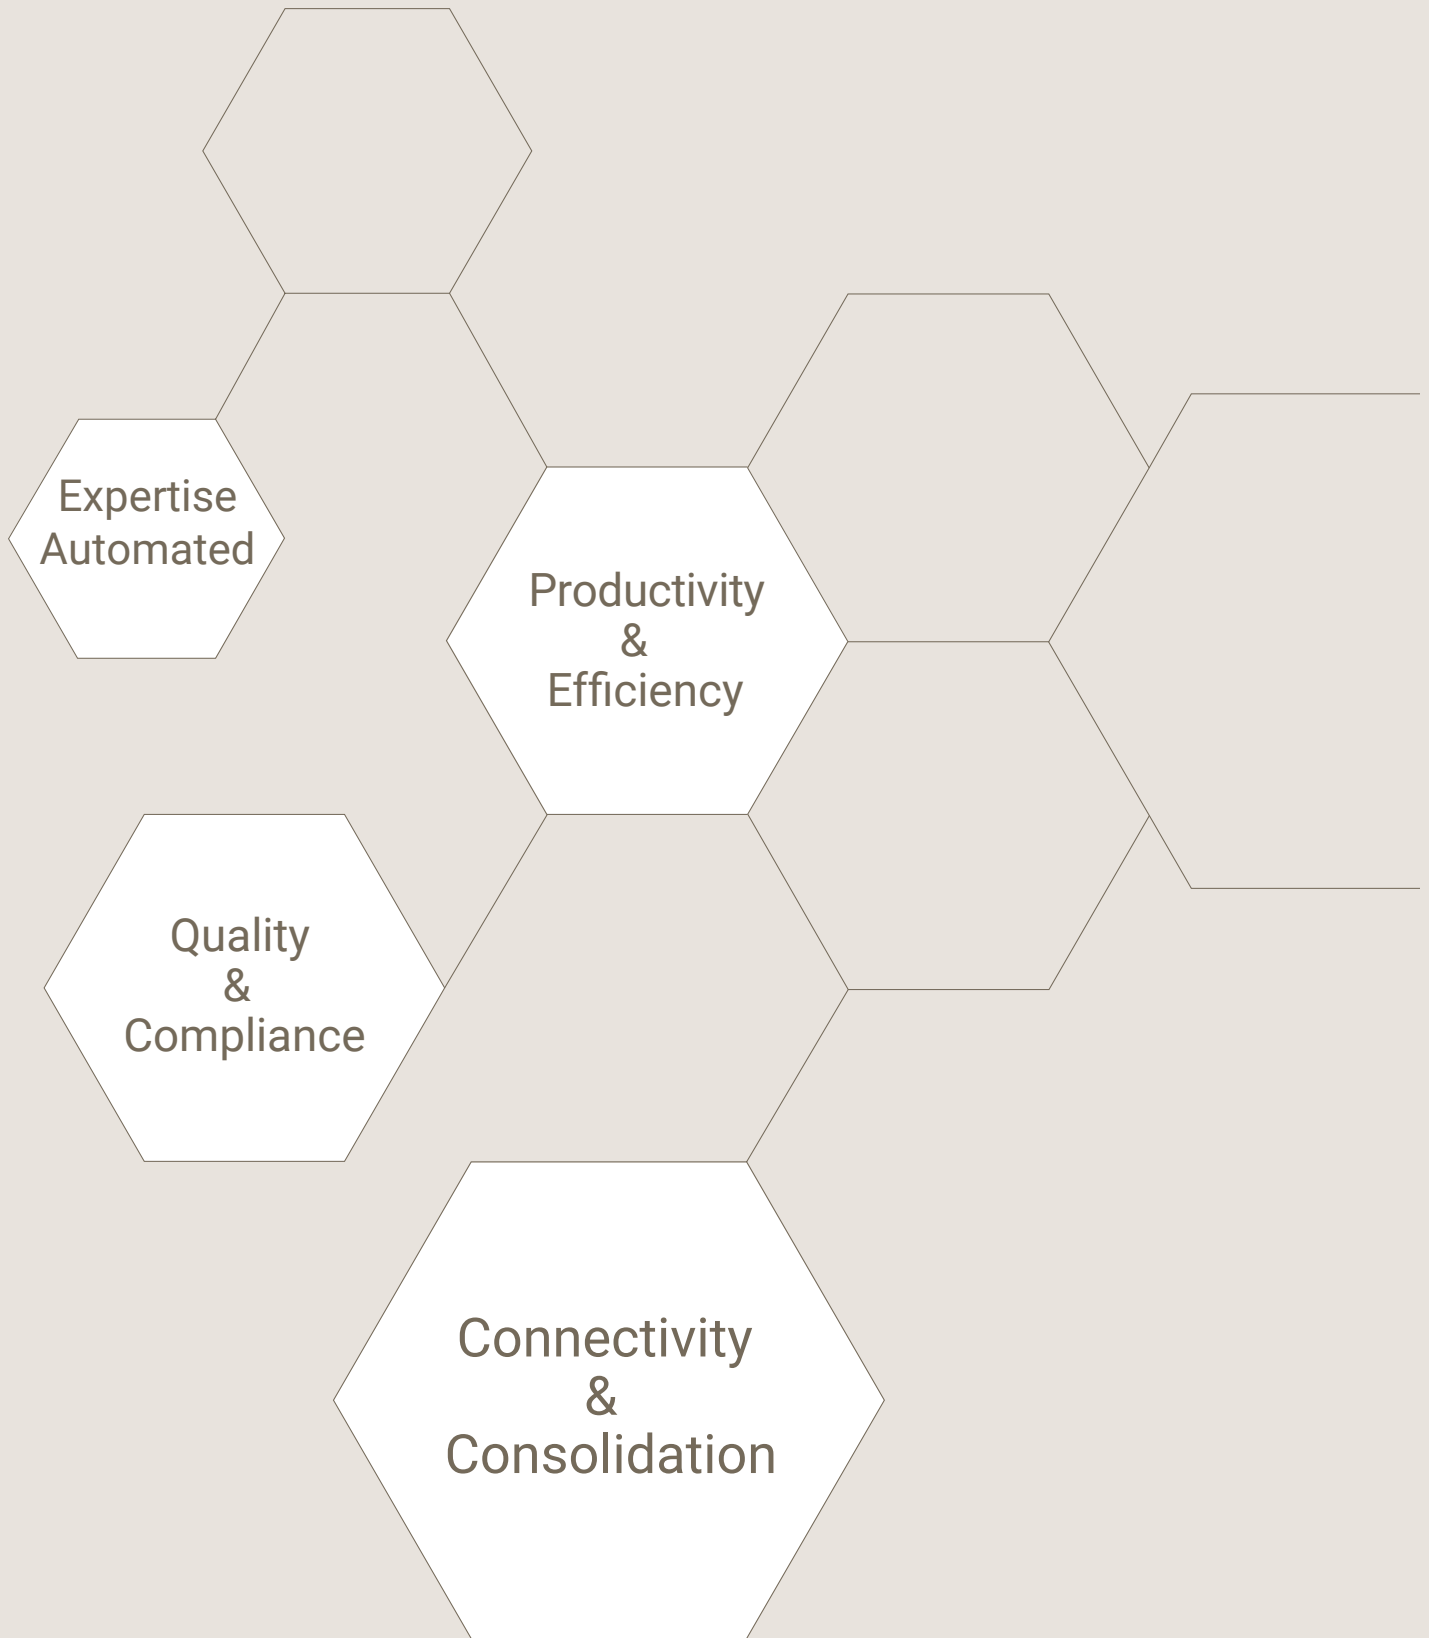 Expertise
Automated
Productivity
&
Efficiency
Quality
&
Compliance
Connectivity
&
Consolidation